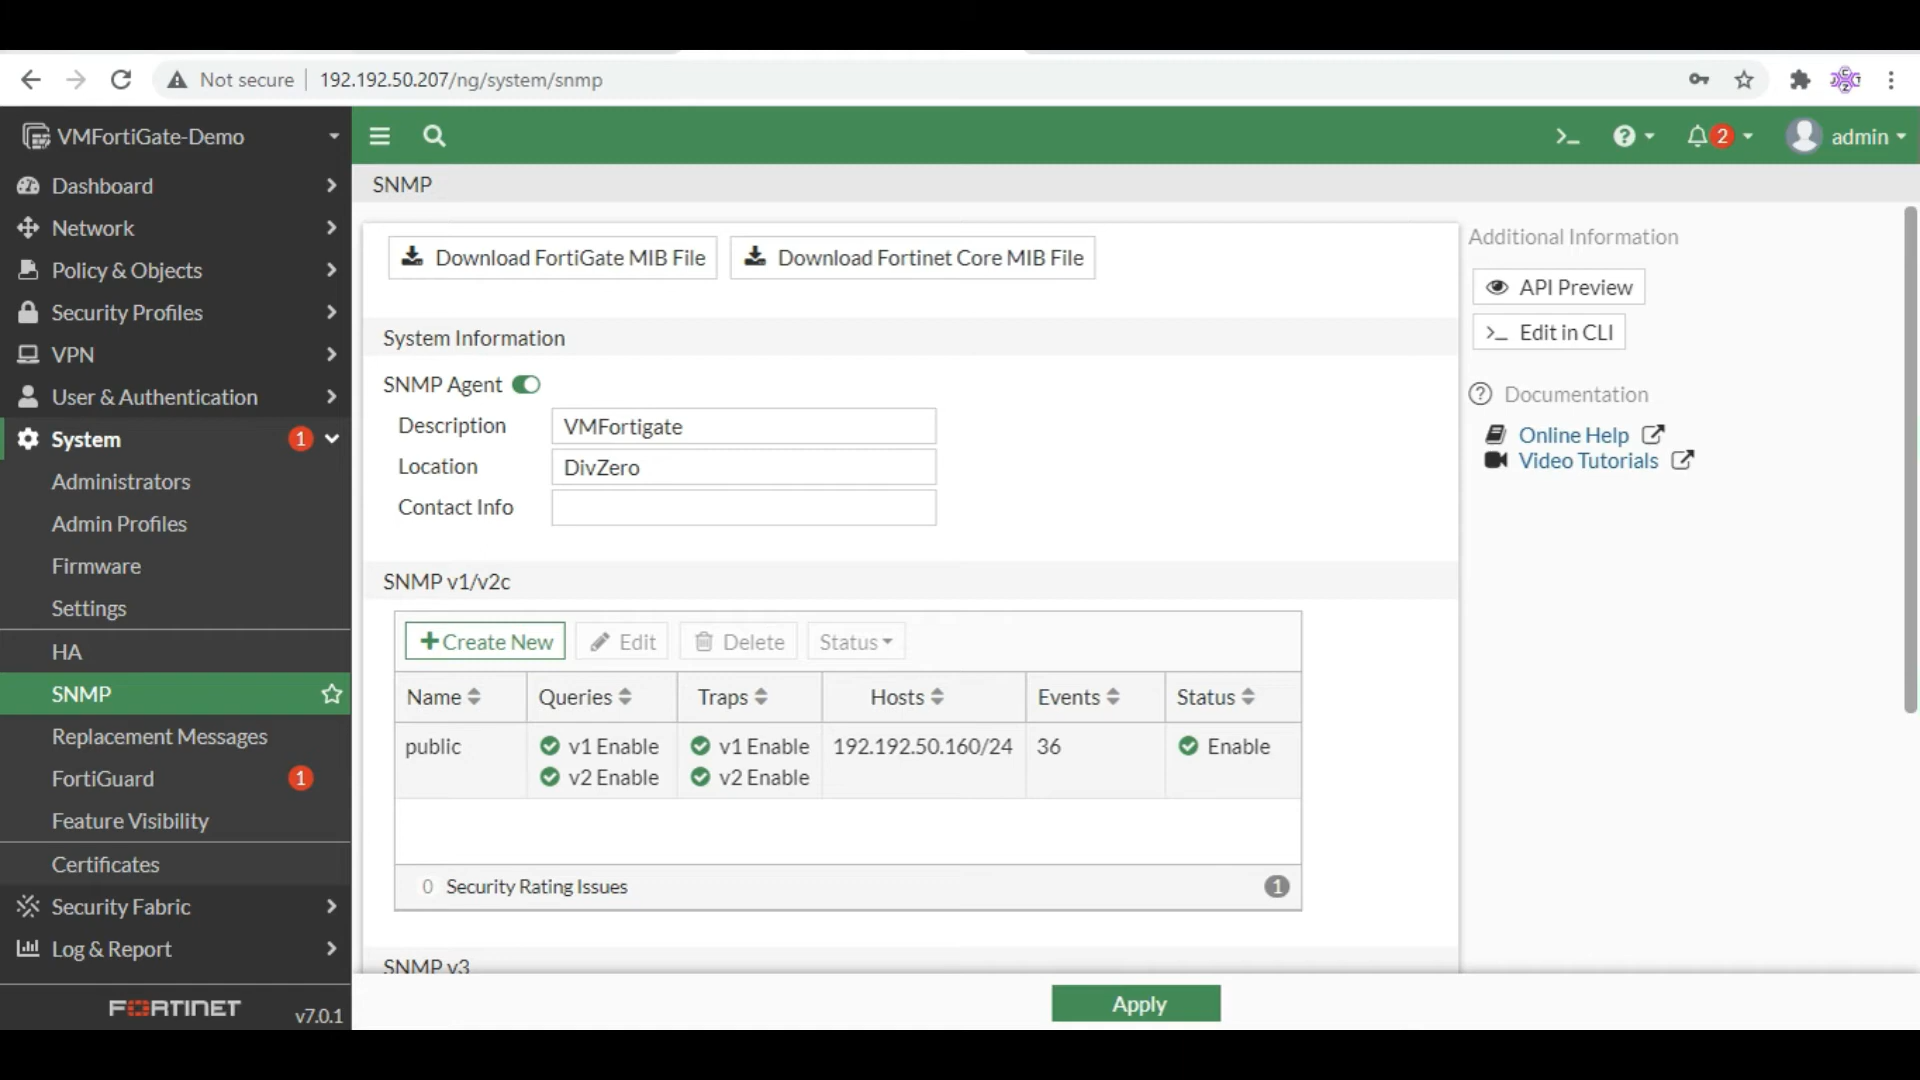 Not secure
192.192.50.207/ng/system/snmp
VMFortiGate-Demo
2
admin
Dashboard
Network
Policy & Objects
Security Profiles
VPN
User & Authentication
System 1
Administrators
Admin Profiles
Firmware
Settings
HA
SNMP
Replacement Messages
FortiGuard 1
Feature Visibility
Certificates
Security Fabric
Log & Report
FORTINET v7.0.1
SNMP
Download FortiGate MIB File
Download Fortinet Core MIB File
System Information
SNMP Agent
Description VMFortigate
Location DivZero
Contact Info
SNMP v1/v2c
Create New Edit Delete Status
Name Queries Traps Hosts Events Status
public v1 Enable v1 Enable 192.192.50.160/24 36 Enable
v2 Enable v2 Enable
0 Security Rating Issues 1
SNMP v3
Apply
Additional Information
API Preview
>_ Edit in CLI
Documentation
Online Help
Video Tutorials